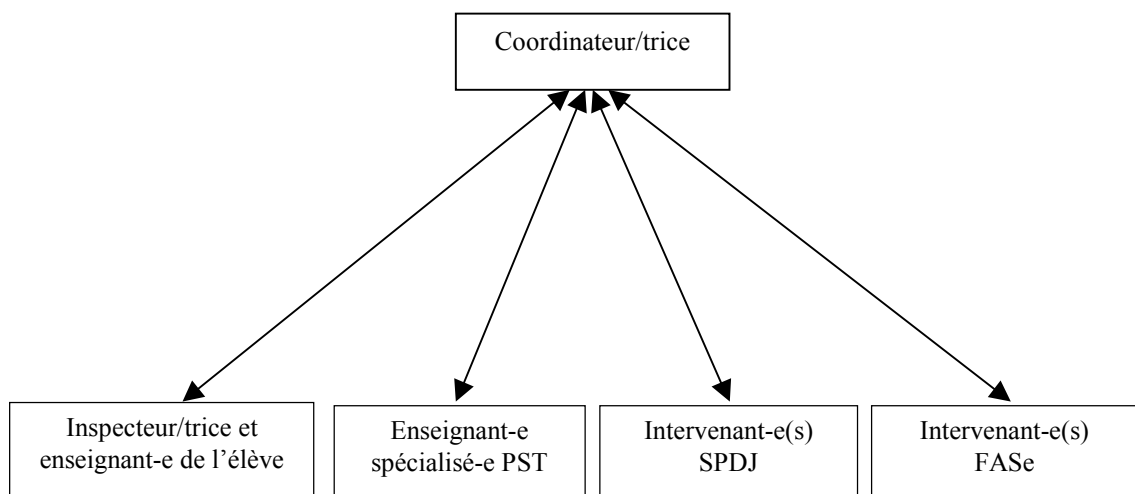 Coordinateur/trice
Inspecteur/trice et
enseignant-e de l’élève
Enseignant-e
spécialisé-e PST
Intervenant-e(s)
SPDJ
Intervenant-e(s)
FASe